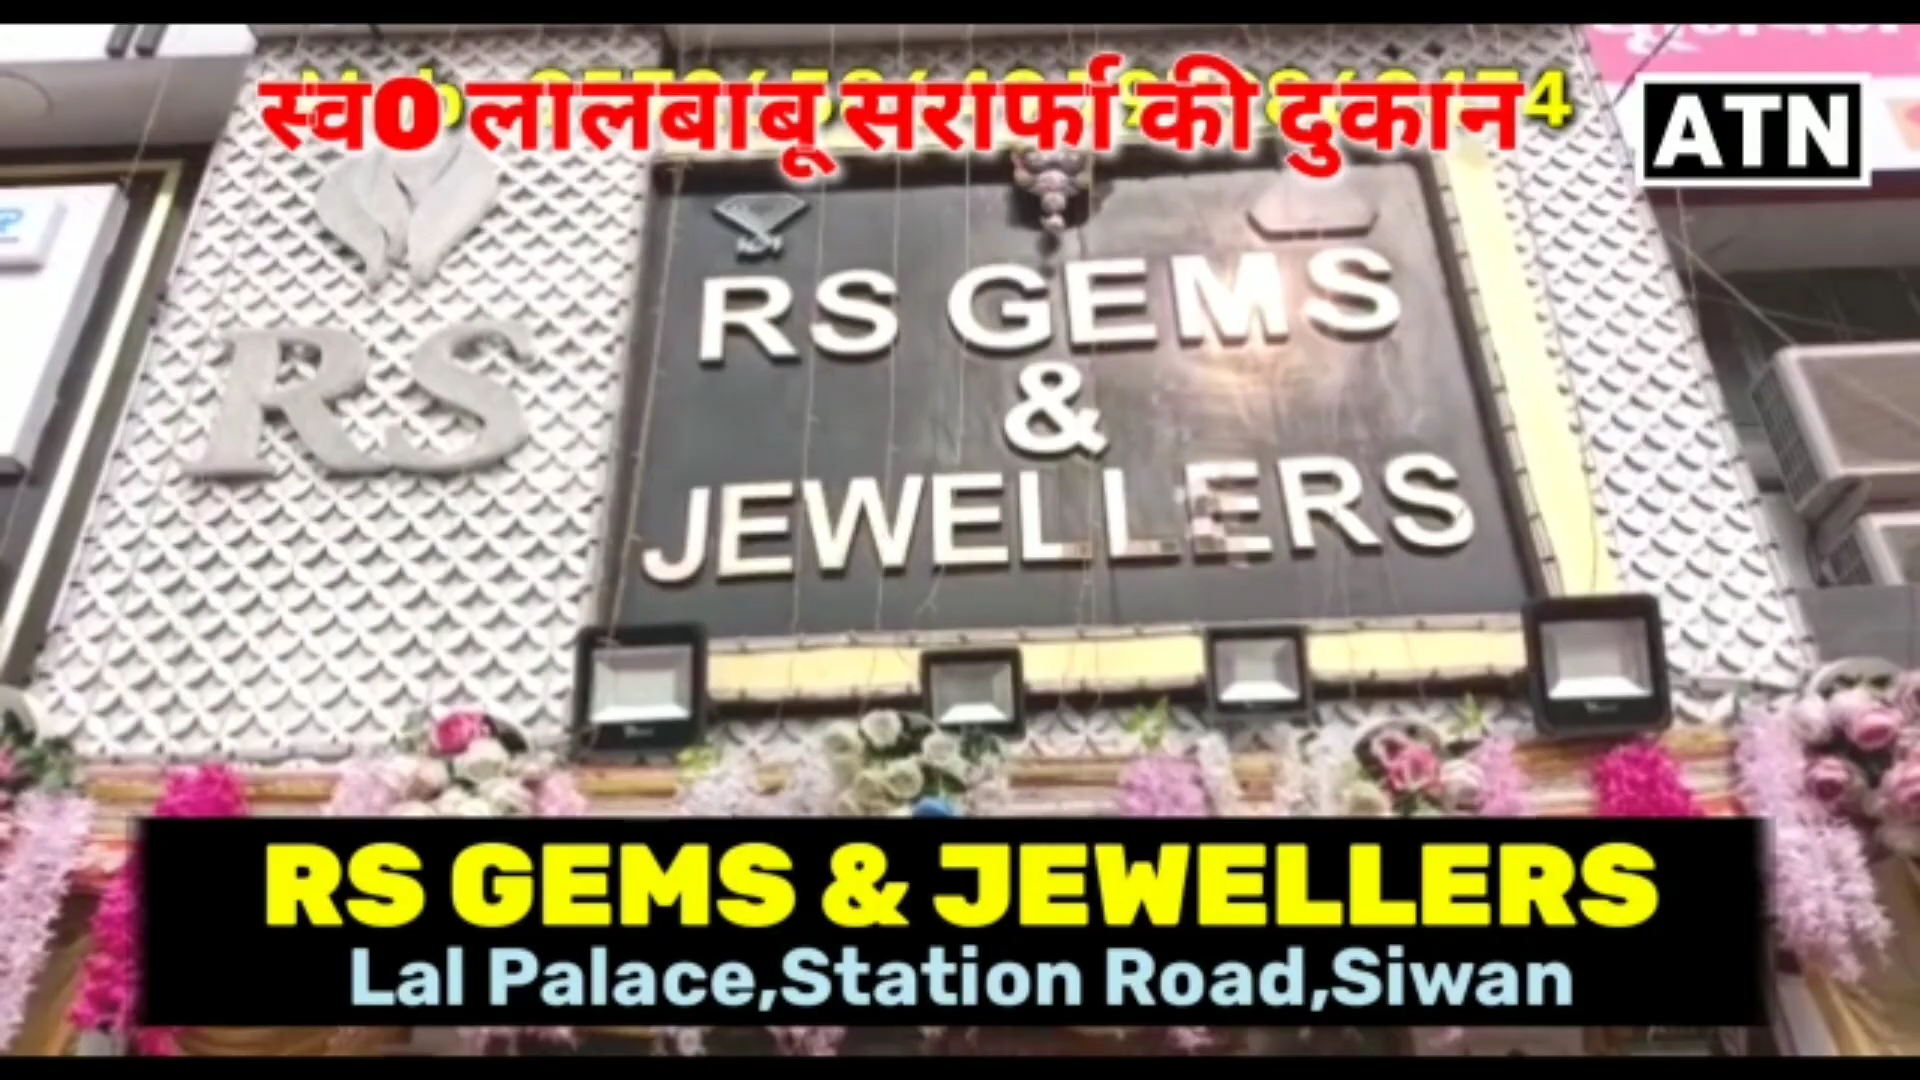 स्व0 लालबाबू सरार्फा की दुकान
ATN
RS
RS GEMS
&
JEWELLERS
RS GEMS & JEWELLERS
Lal Palace,Station Road,Siwan